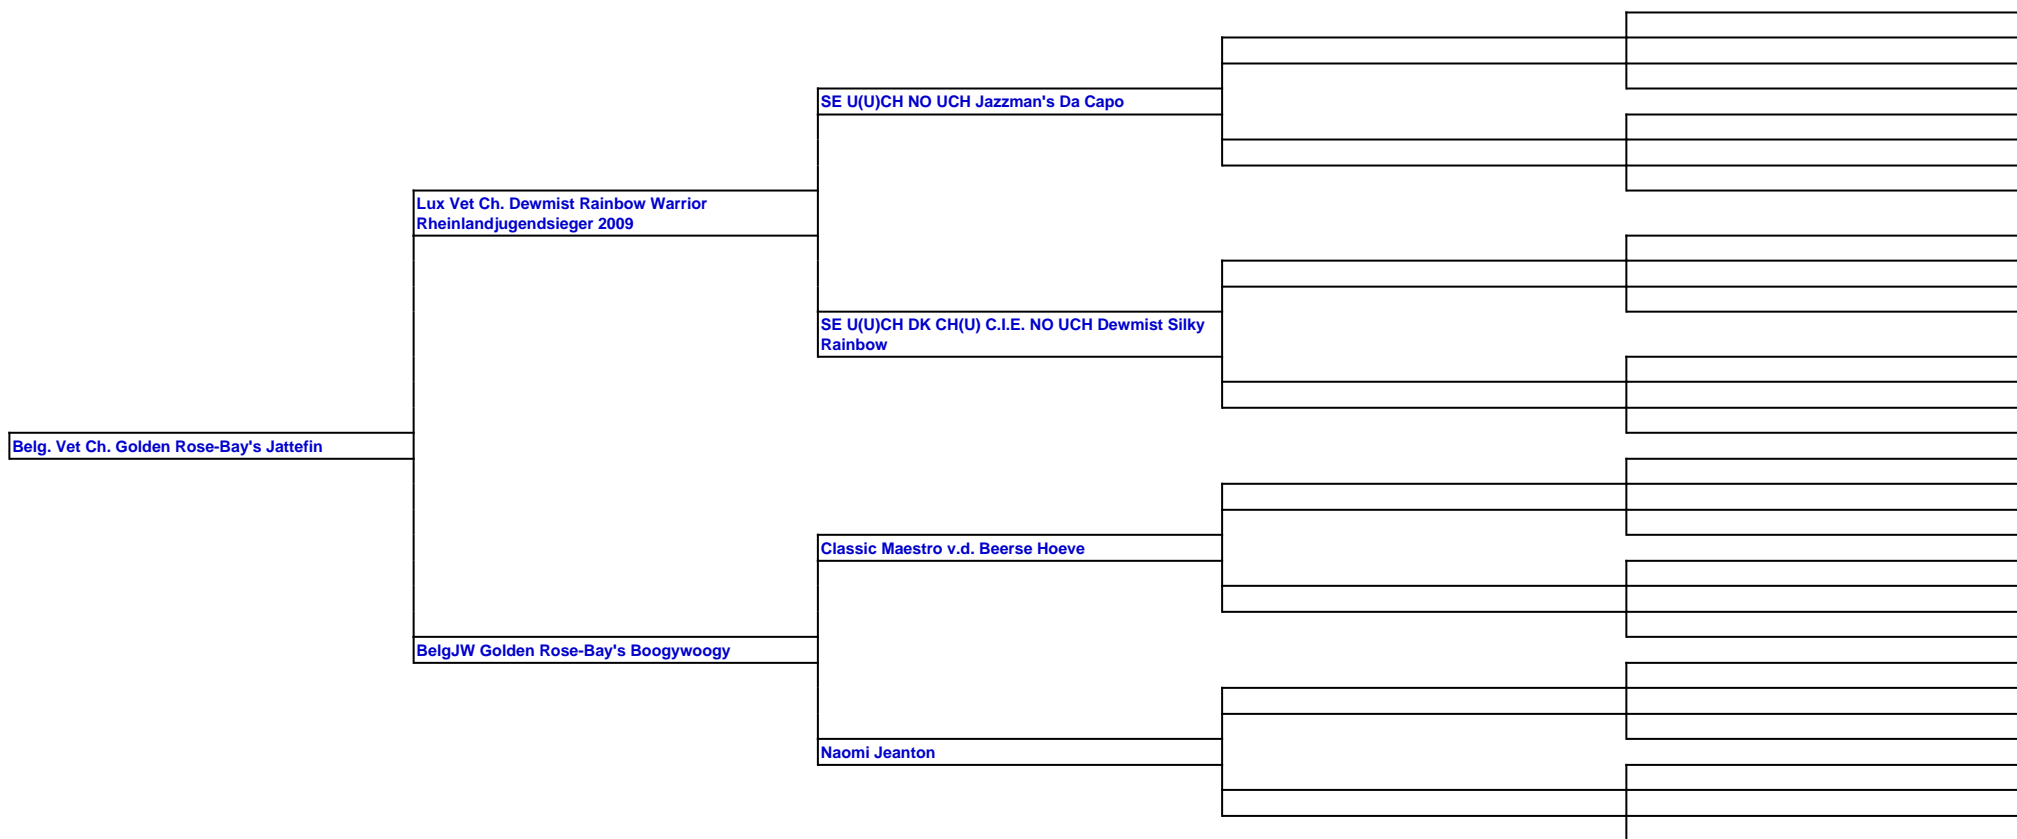 SE U(U)CH NO UCH Jazzman's Da Capo
Lux Vet Ch. Dewmist Rainbow Warrior
Rheinlandjugendsieger 2009
SE U(U)CH DK CH(U) C.I.E. NO UCH Dewmist Silky
Rainbow
Belg. Vet Ch. Golden Rose-Bay's Jattefin
Classic Maestro v.d. Beerse Hoeve
BelgJW Golden Rose-Bay's Boogywoogy
Naomi Jeanton